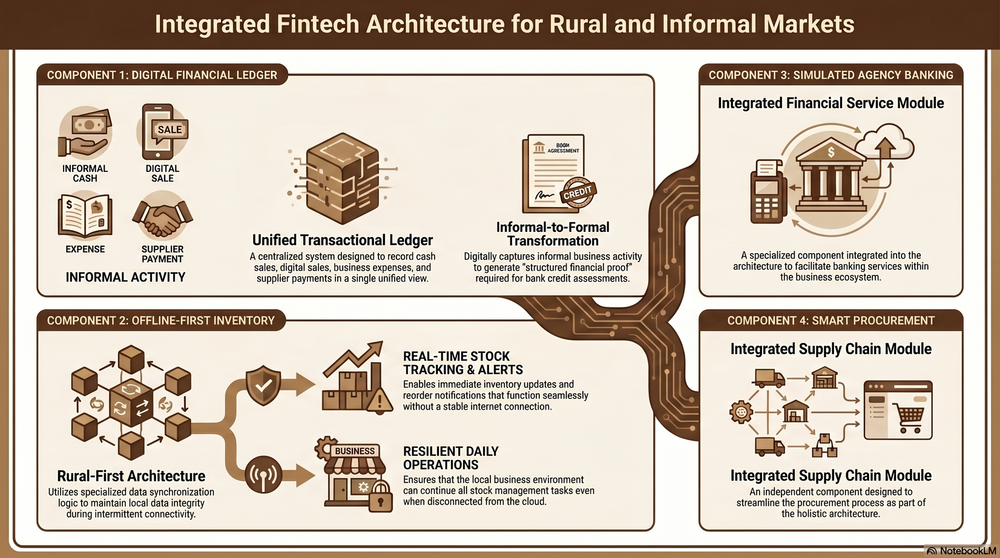 Integrated Fintech Architecture for Rural and Informal Markets
COMPONENT 1: DIGITAL FINANCIAL LEDGER
INFORMAL
CASH
SALE
DIGITAL
SALE
$
EXPENSE
SUPPLIER
PAYMENT
INFORMAL ACTIVITY
Unified Transactional Ledger
A centralized system designed to record cash
sales, digital sales, business expenses, and
supplier payments in a single unified view.
AGRESSMENT
CREDIT
Informal-to-Formal
Transformation
Digitally captures informal business activity
to generate “structured financial proof”
required for bank credit assessments.
COMPONENT 2: OFFLINE-FIRST INVENTORY
Rural-First Architecture
Utilizes specialized data synchronization
logic to maintain local data integrity
during intermittent connectivity.
REAL-TIME STOCK
TRACKING & ALERTS
Enables immediate inventory updates and
reorder notifications that function seamlessly
without a stable internet connection.
BUSINESS
RESILIENT DAILY
OPERATIONS
Ensures that the local business environment
can continue all stock management tasks even
when disconnected from the cloud.
COMPONENT 3: SIMULATED AGENCY BANKING
Integrated Financial Service Module
$
A specialized component integrated into the
architecture to facilitate banking services within
the business ecosystem.
COMPONENT 4: SMART PROCUREMENT
Integrated Supply Chain Module
Integrated Supply Chain Module
An independent component designed to
streamline the procurement process as part of
the holistic architecture.
NotebookLM